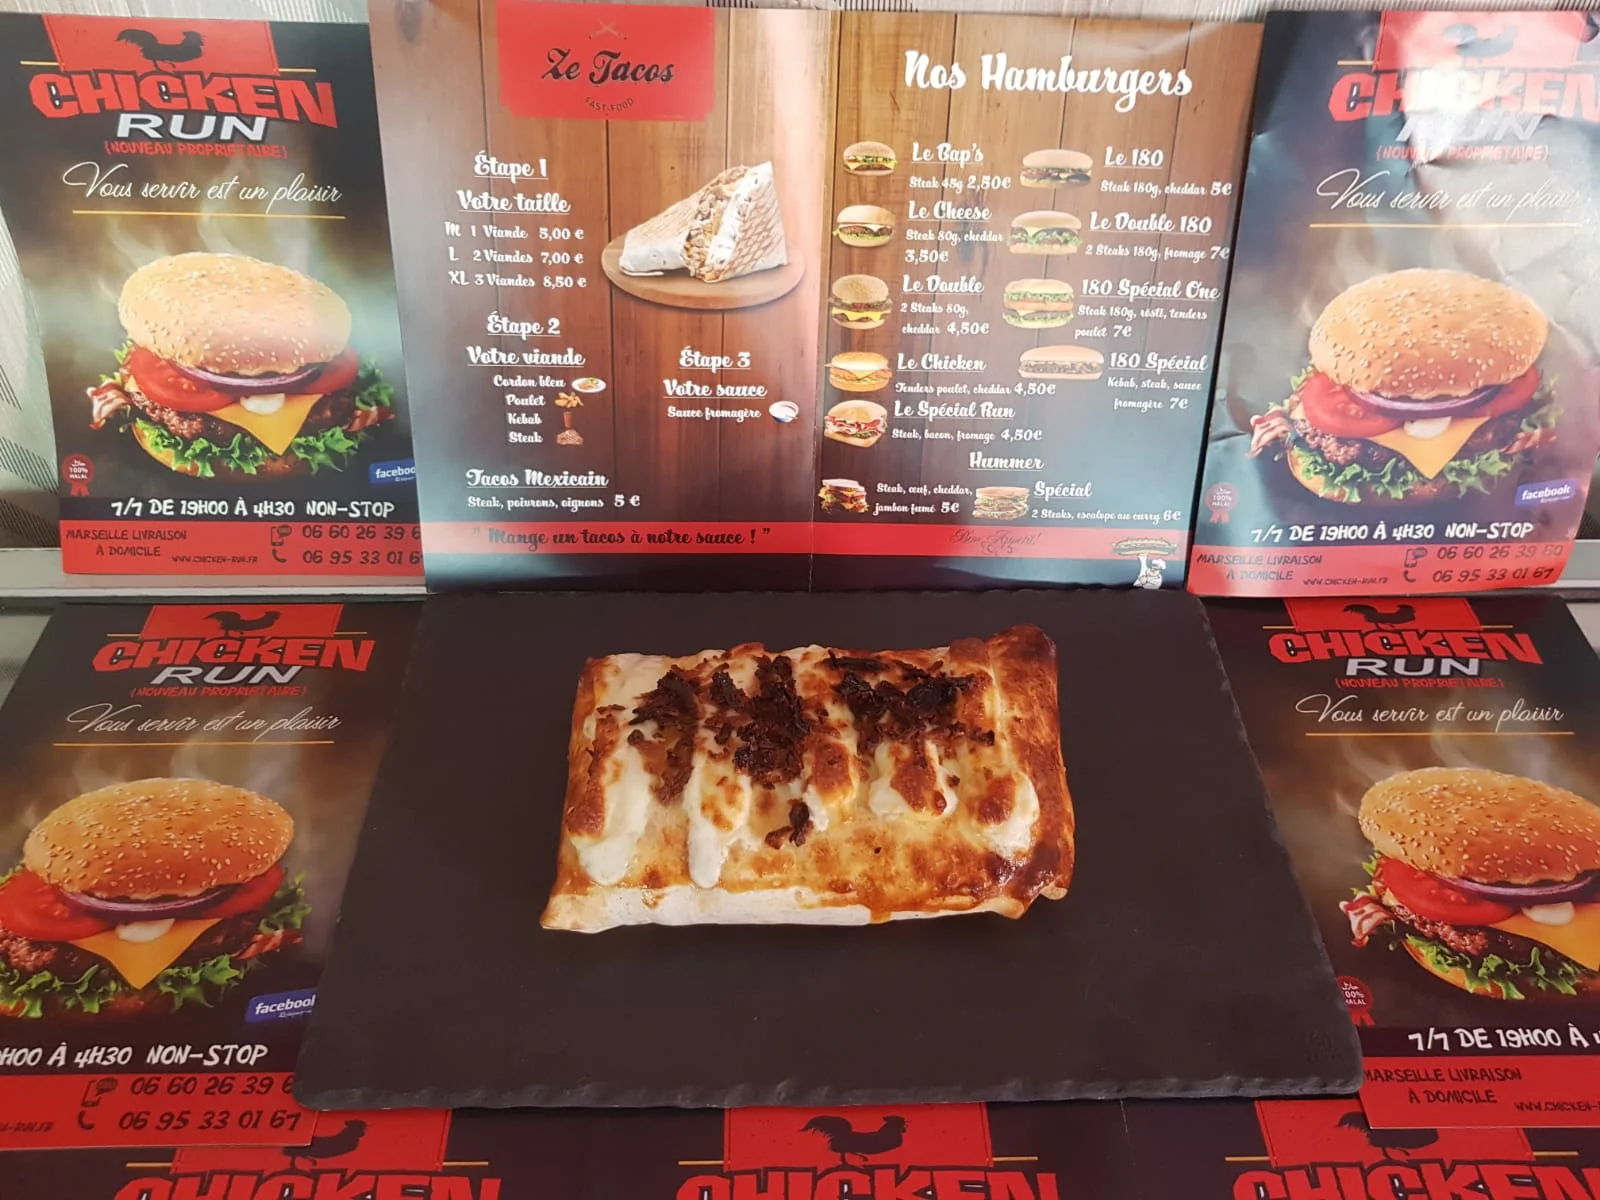 CHICKEN
RUN
(NOUVEAU PROPRIETAIRE)
Vous servir est un plaisir
100%
HALAL
facebook
7/7 DE 19H00 À 4H30 NON-STOP
MARSEILLE LIVRAISON
À DOMICILE
WWW.CHICKEN-RUN.FR
06 60 26 39 6
06 95 33 01 6
Ze Tacos
FAST-FOOD
Étape 1
Votre taille
M 1 Viande 5,00 €
L 2 Viandes 7,00 €
XL 3 Viandes 8,50 €
Étape 2
Votre viande
Cordon bleu
Poulet
Kebab
Steak
Étape 3
Votre sauce
Sauce fromagère
Tacos Mexicain
Steak, poivrons, oignons 5 €
" Mange un tacos à notre sauce ! "
Nos Hamburgers
Le Bap's
Steak 45g 2,50€
Le Cheese
Steak 80g, cheddar
3,50€
Le Double
2 Steaks 80g,
cheddar 4,50€
Le Chicken
Tenders poulet, cheddar 4,50€
Le Spécial Run
Steak, bacon, fromage 4,50€
Le 180
Steak 180g, cheddar 5€
Le Double 180
2 Steaks 180g, fromage 7€
180 Spécial One
Steak 180g, rösti, tenders
poulet 7€
180 Spécial
Kebab, steak, sauce
fromagère 7€
Hummer
Steak, œuf, cheddar,
jambon fumé 5€
Spécial
2 Steaks, escalope au curry 6€
Bon Appetit!
CHICKEN
RUN
(NOUVEAU PROPRIETAIRE)
Vous servir est un plaisir
100%
HALAL
facebook
7/7 DE 19H00 À 4H30 NON-STOP
MARSEILLE LIVRAISON
À DOMICILE
WWW.CHICKEN-RUN.FR
06 60 26 39 60
06 95 33 01 67
CHICKEN
RUN
(NOUVEAU PROPRIETAIRE)
Vous servir est un plaisir
facebook
H00 À 4H30 NON-STOP
06 60 26 39 6
06 95 33 01 67
CHICKEN
RUN
(NOUVEAU PROPRIETAIRE)
Vous servir est un plaisir
100%
HALAL
7/7 DE 19H00 À
MARSEILLE LIVRAISON
À DOMICILE
WWW.CHICKEN-
CHICKEN
CHICKEN
CHICKEN